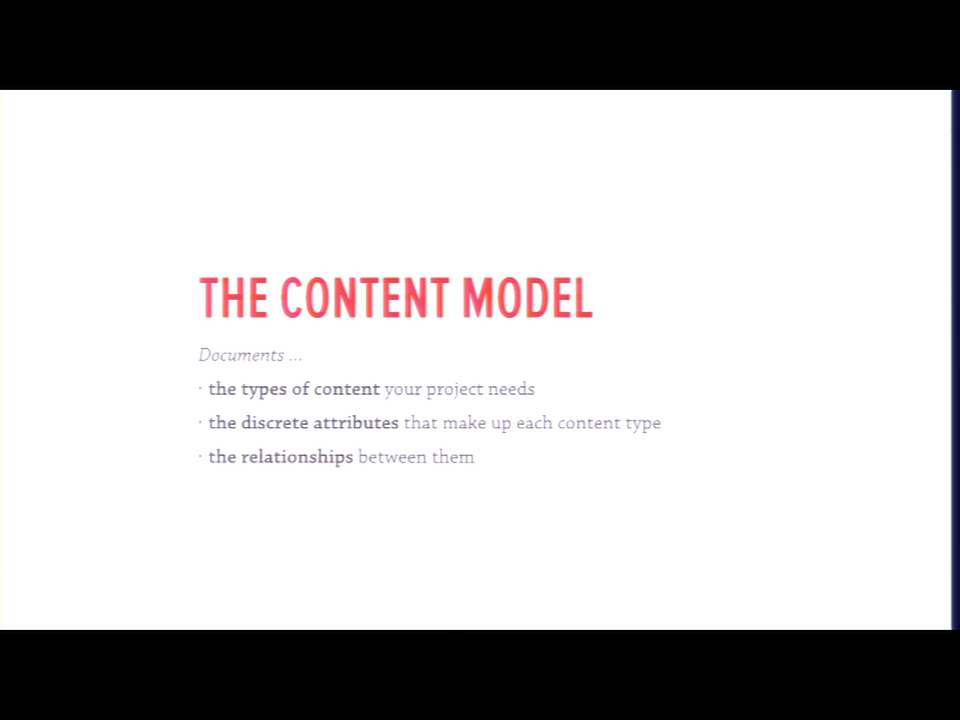 THE CONTENT MODEL
Documents ...
· the types of content your project needs
· the discrete attributes that make up each content type
· the relationships between them